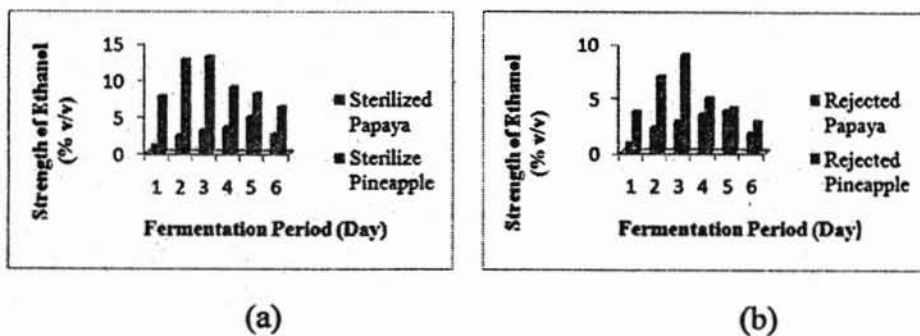 15
10
5
0
Strength of Ethanol
(% v/v)
1 2 3 4 5 6
Fermentation Period (Day)
Sterilized
Papaya
Sterilize
Pineapple
(a)
10
5
0
Strength of Ethanol
(% v/v)
1 2 3 4 5 6
Fermentation Period (Day}
Rejected
Papaya
Rejected
Pineapple
(b)